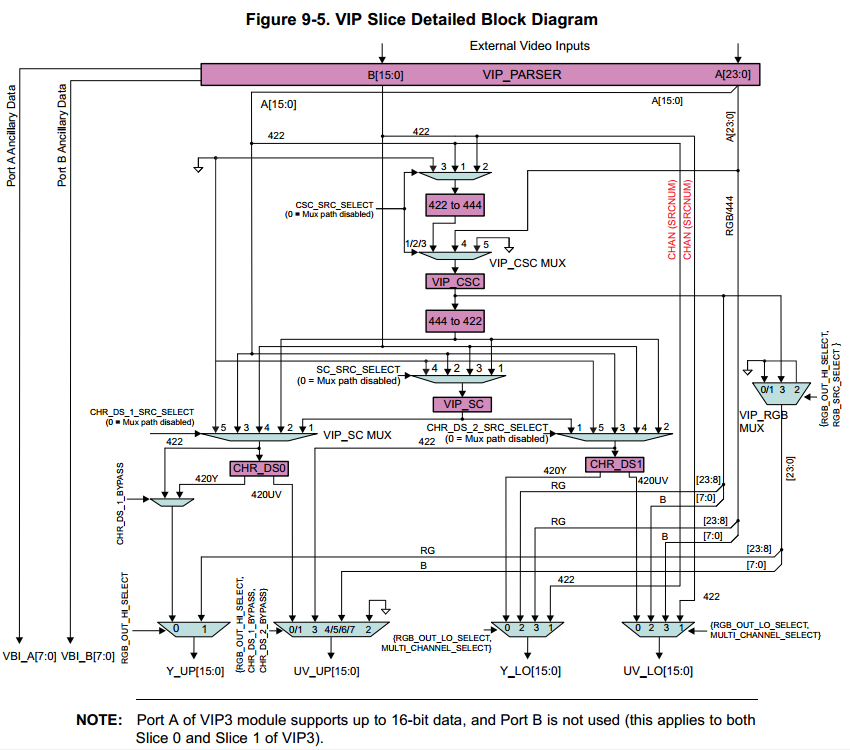 Figure 9-5. VIP Slice Detailed Block Diagram
External Video Inputs
B[15:0]
VIP_PARSER
A[23:0]
Port A Ancillary Data
Port B Ancillary Data
A[15:0]
A[15:0]
A[23:0]
422
422
3 1 2
CSC_SRC_SELECT
(0 = Mux path disabled)
422 to 444
CHAN (SRCNUM)
CHAN (SRCNUM)
RGB/444
1/2/3 4 5
VIP_CSC MUX
VIP_CSC
444 to 422
SC_SRC_SELECT
(0 = Mux path disabled)
4 2 3 1
{RGB_OUT_HI_SELECT,
RGB_SRC_SELECT }
0/1 3 2
VIP_RGB
MUX
VIP_SC
CHR_DS_1_SRC_SELECT
(0 = Mux path disabled)
5 3 4 2 1
VIP_SC MUX
CHR_DS_2_SRC_SELECT
(0 = Mux path disabled)
1 5 3 4 2
422
422
CHR_DS0
CHR_DS1
[23:0]
CHR_DS_1_BYPASS
420Y
420UV
420Y
420UV
[23:8]
RG
B
[7:0]
RG
[23:8]
B
[7:0]
RG
[23:8]
B
[7:0]
422
422
RGB_OUT_HI_SELECT
0 1
{RGB_OUT_HI_SELECT,
CHR_DS_1_BYPASS,
CHR_DS_2_BYPASS}
0/1 3 4/5/6/7 2
{RGB_OUT_LO_SELECT,
MULTI_CHANNEL_SELECT}
0 2 3 1
0 2 3 1
{RGB_OUT_LO_SELECT,
MULTI_CHANNEL_SELECT}
VBI_A[7:0]
VBI_B[7:0]
Y_UP[15:0]
UV_UP[15:0]
Y_LO[15:0]
UV_LO[15:0]
NOTE: Port A of VIP3 module supports up to 16-bit data, and Port B is not used (this applies to both
Slice 0 and Slice 1 of VIP3).